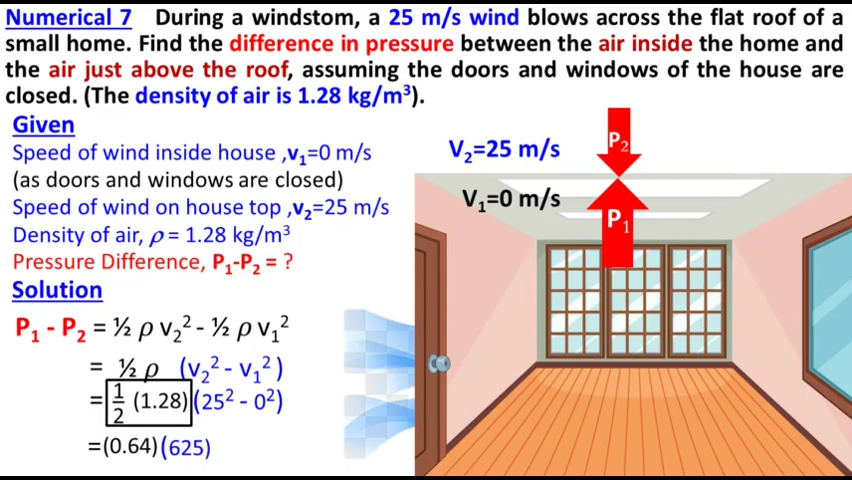 Numerical 7 During a windstom, a 25 m/s wind blows across the flat roof of a
small home. Find the difference in pressure between the air inside the home and
the air just above the roof, assuming the doors and windows of the house are
closed. (The density of air is 1.28 kg/m³).
Given
Speed of wind inside house ,v₁=0 m/s
(as doors and windows are closed)
Speed of wind on house top ,v₂=25 m/s
Density of air, ρ = 1.28 kg/m³
Pressure Difference, P₁-P₂ = ?
Solution
P₁ - P₂ = ½ ρ v₂² - ½ ρ v₁²
= ½ ρ (v₂² - v₁²)
= 1/2 (1.28) (25² - 0²)
=(0.64)(625)
P₂
V₂=25 m/s
V₁=0 m/s
P₁